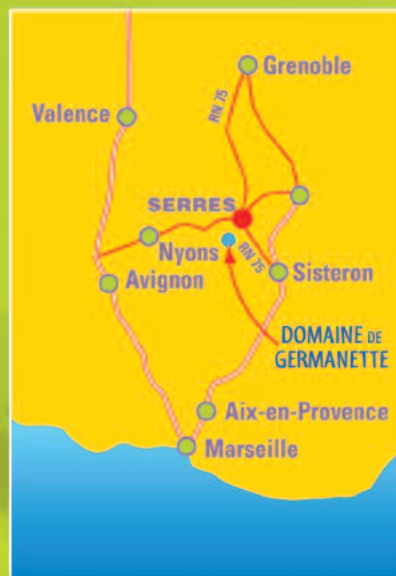 Grenoble
RN 75
Valence
SERRES
Nyons
RN 75
Avignon
Sisteron
DOMAINE DE
GERMANETTE
Aix-en-Provence
Marseille